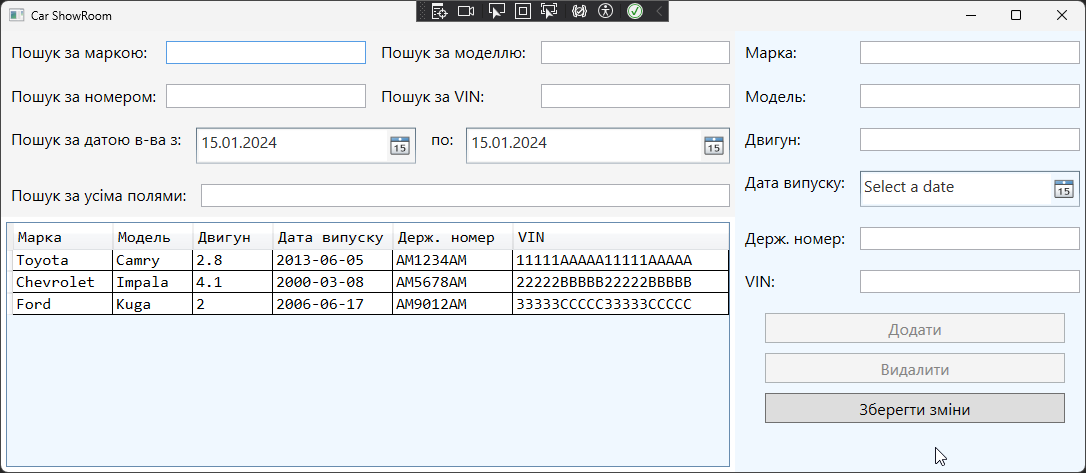 Car ShowRoom
Пошук за маркою:
Пошук за моделлю:
Пошук за номером:
Пошук за VIN:
Пошук за датою в-ва з: 15.01.2024 15
по: 15.01.2024 15
Пошук за усіма полями:
Марка Модель Двигун Дата випуску Держ. номер VIN
Toyota Camry 2.8 2013-06-05 AM1234AM 11111AAAAA11111AAAAA
Chevrolet Impala 4.1 2000-03-08 AM5678AM 22222BBBBB22222BBBBB
Ford Kuga 2 2006-06-17 AM9012AM 33333CCCCC33333CCCCC
Марка:
Модель:
Двигун:
Дата випуску: Select a date 15
Держ. номер:
VIN:
Додати
Видалити
Зберегти зміни